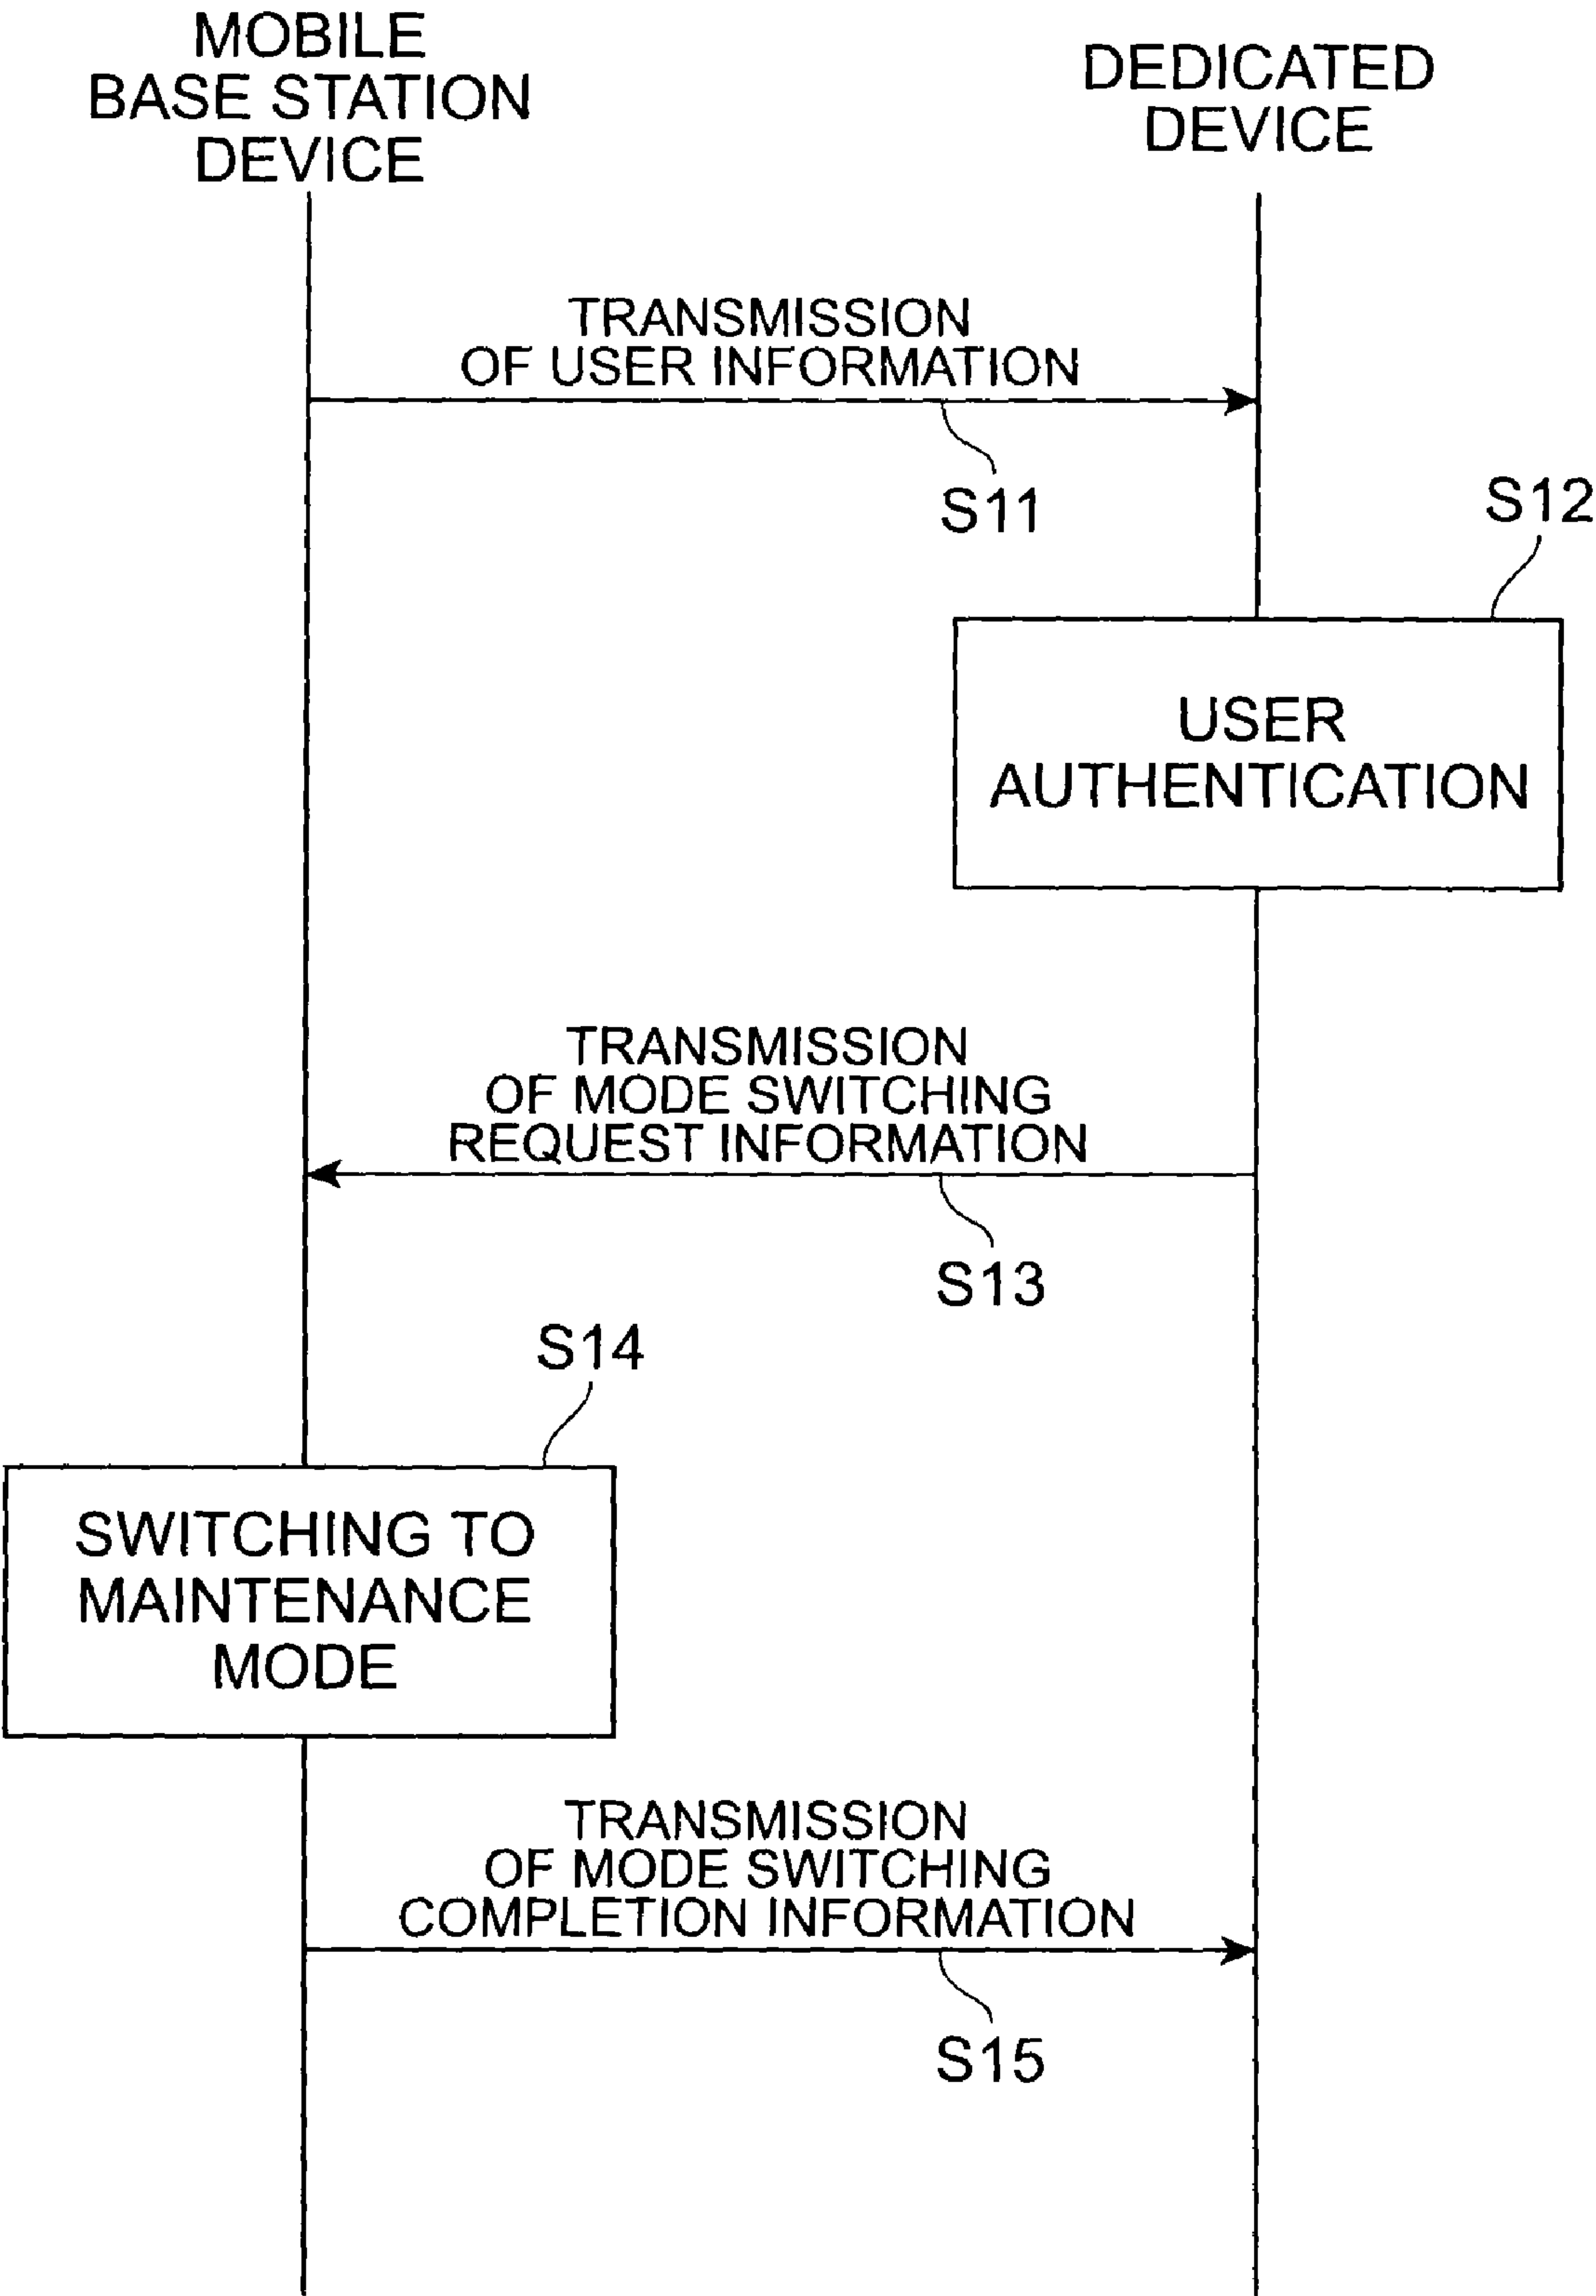 MOBILE
BASE STATION
DEVICE
DEDICATED
DEVICE
TRANSMISSION
OF USER INFORMATION
S11
S12
USER
AUTHENTICATION
TRANSMISSION
OF MODE SWITCHING
REQUEST INFORMATION
S13
S14
SWITCHING TO
MAINTENANCE
MODE
TRANSMISSION
OF MODE SWITCHING
COMPLETION INFORMATION
S15